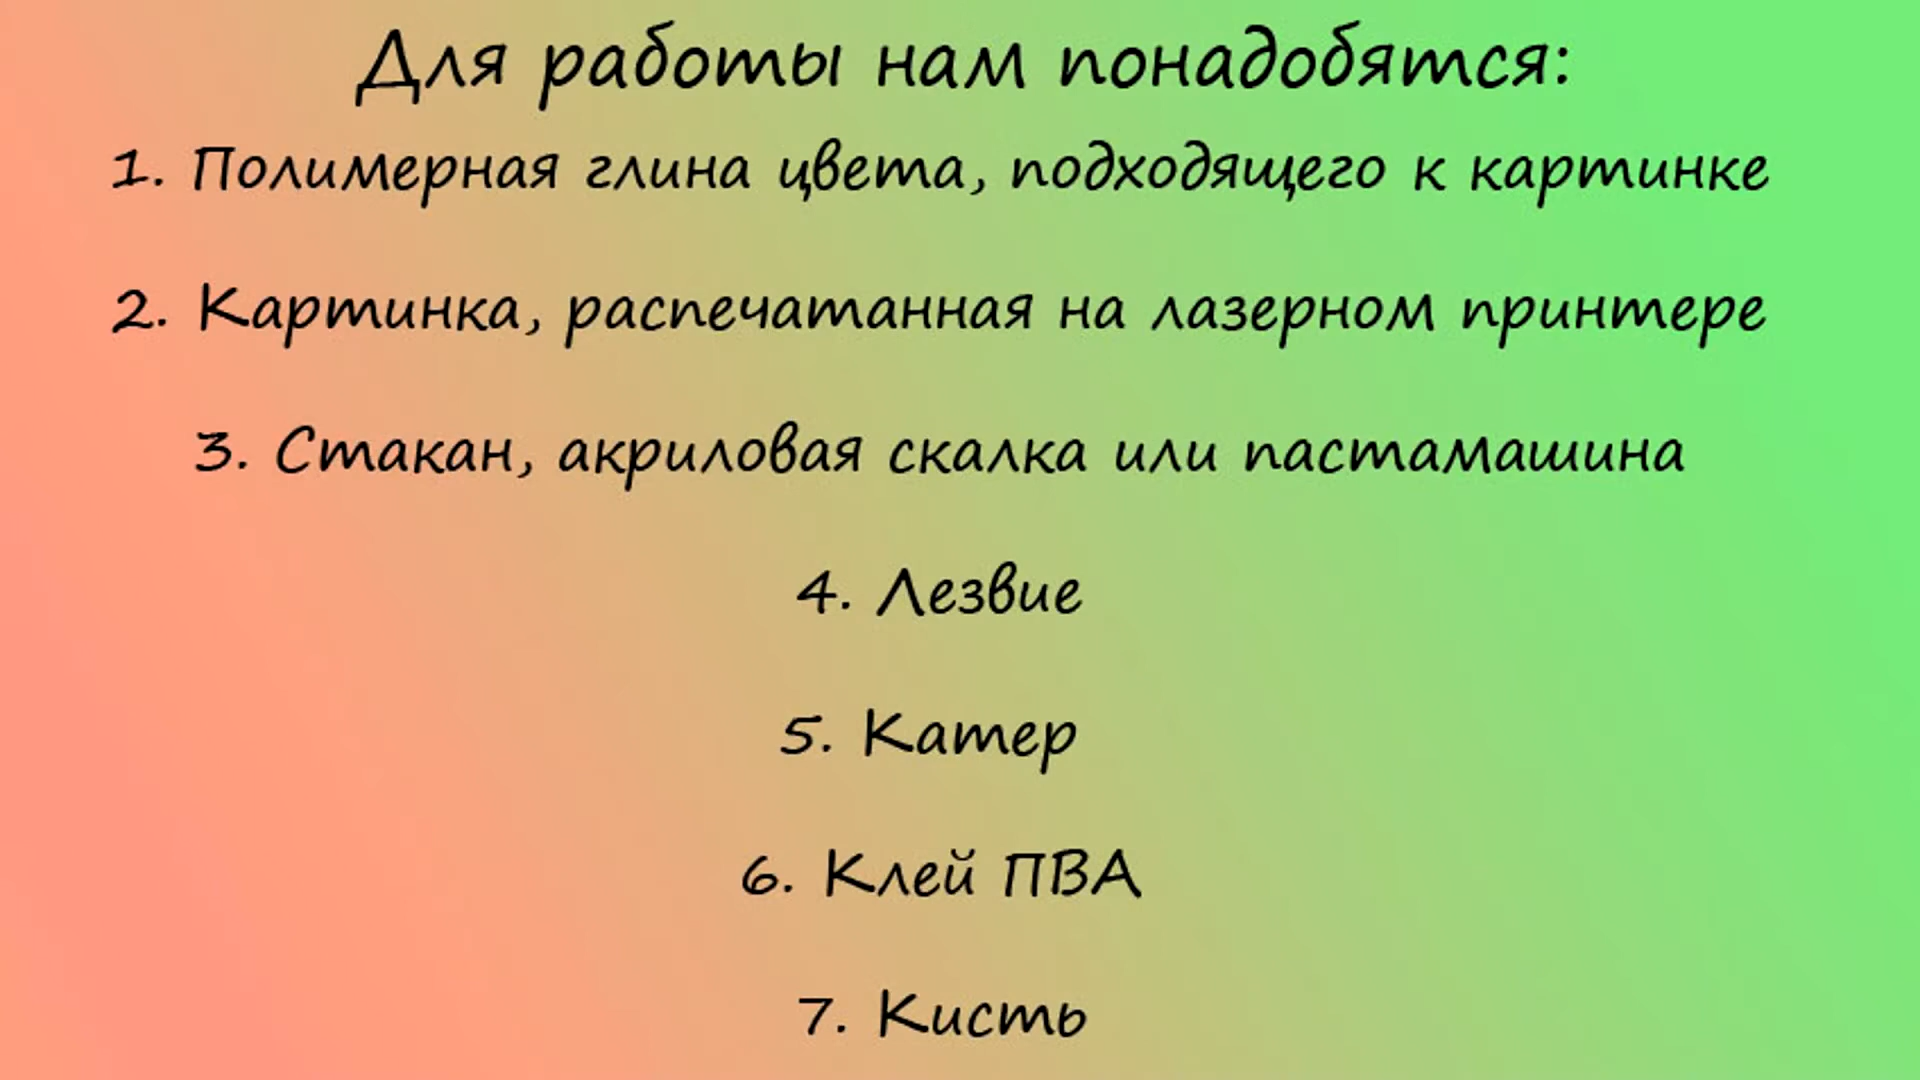 Для работы нам понадобятся:
1. Полимерная глина цвета, подходящего к картинке
2. Картинка, распечатанная на лазерном принтере
3. Стакан, акриловая скалка или пастамашина
4. Лезвие
5. Катер
6. Клей ПВА
7. Кисть